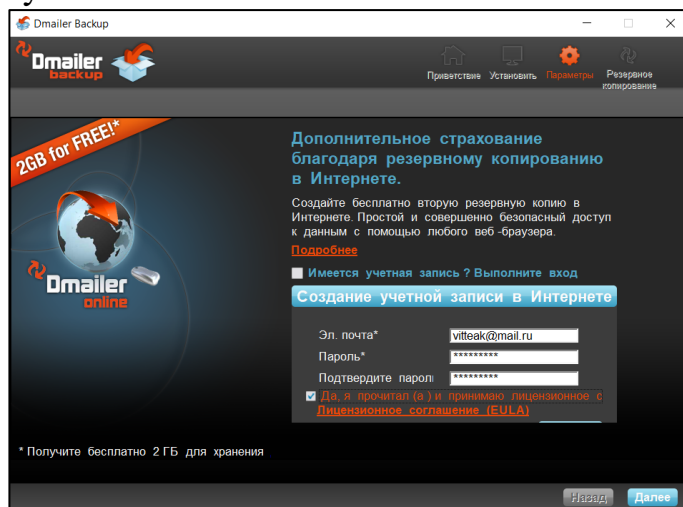 Dmailer Backup
Dmailer
backup
Приветствие
Установить
Параметры
Резервное
копирование
2GB for FREE!*
Dmailer
online
Дополнительное страхование
благодаря резервному копированию
в Интернете.
Создайте бесплатно вторую резервную копию в
Интернете. Простой и совершенно безопасный доступ
к данным с помощью любого веб -браузера.
Подробнее
Имеется учетная запись ? Выполните вход
Создание учетной записи в Интернете
Эл. почта*
vitteak@mail.ru
Пароль*
*********
Подтвердите парол
*********
Да, я прочитал (а ) и принимаю лицензионное с
Лицензионное соглашение (EULA)
* Получите бесплатно 2 ГБ для хранения
Назад
Далее